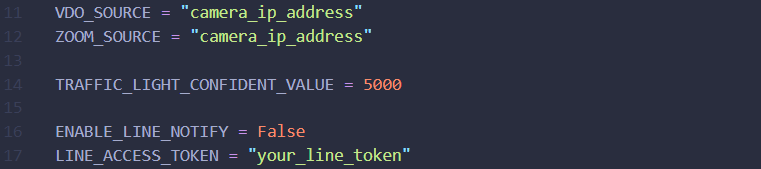 11 VDO_SOURCE = "camera_ip_address"
12 ZOOM_SOURCE = "camera_ip_address"
13
14 TRAFFIC_LIGHT_CONFIDENT_VALUE = 5000
15
16 ENABLE_LINE_NOTIFY = False
17 LINE_ACCESS_TOKEN = "your_line_token"